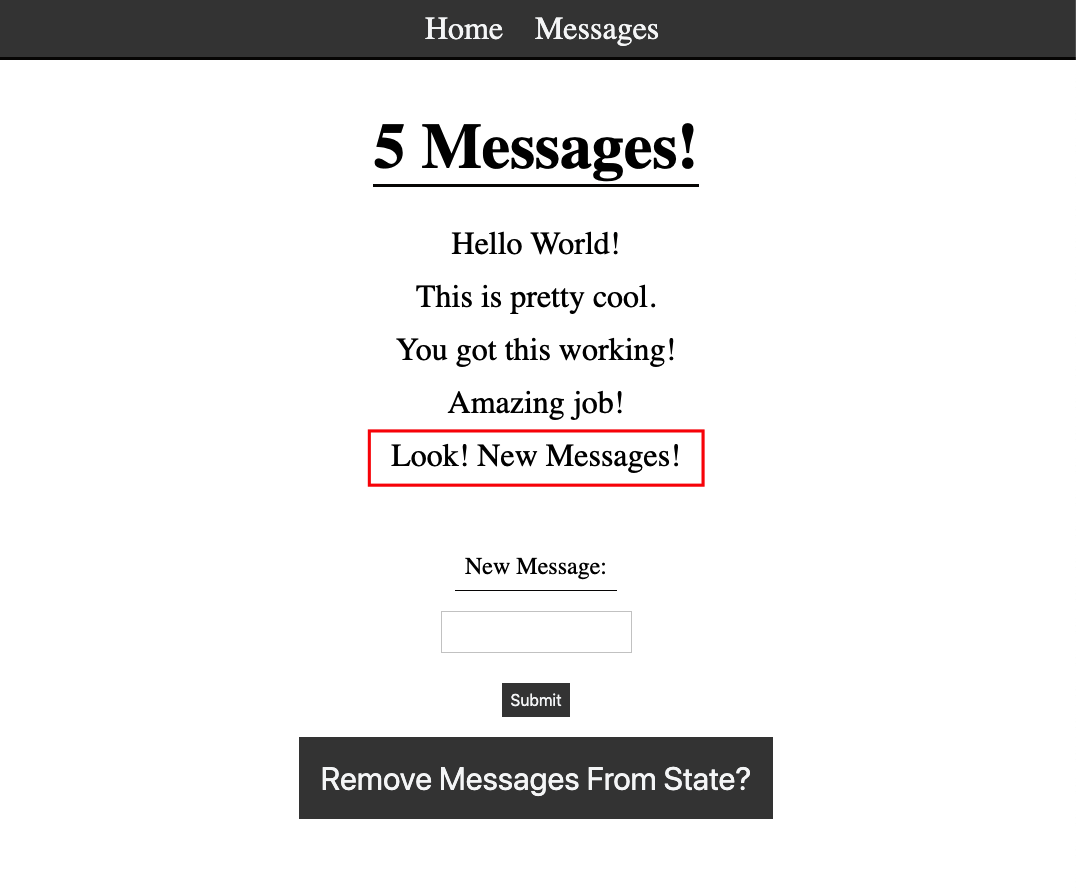 Home Messages
5 Messages!
Hello World!
This is pretty cool.
You got this working!
Amazing job!
Look! New Messages!
New Message:
Submit
Remove Messages From State?